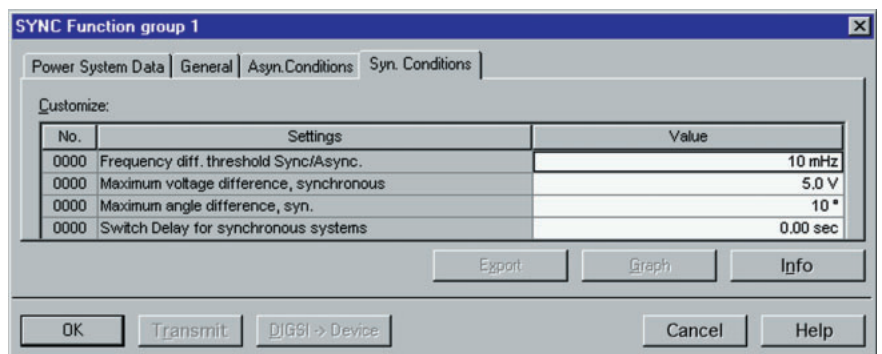 SYNC Function group 1
Power System Data General Asyn.Conditions Syn. Conditions
Customize:
No. Settings Value
0000 Frequency diff. threshold Sync/Async. 10 mHz
0000 Maximum voltage difference, synchronous 5.0 V
0000 Maximum angle difference, syn. 10 °
0000 Switch Delay for synchronous systems 0.00 sec
Export Graph Info
OK Transmit DIGSI -> Device Cancel Help